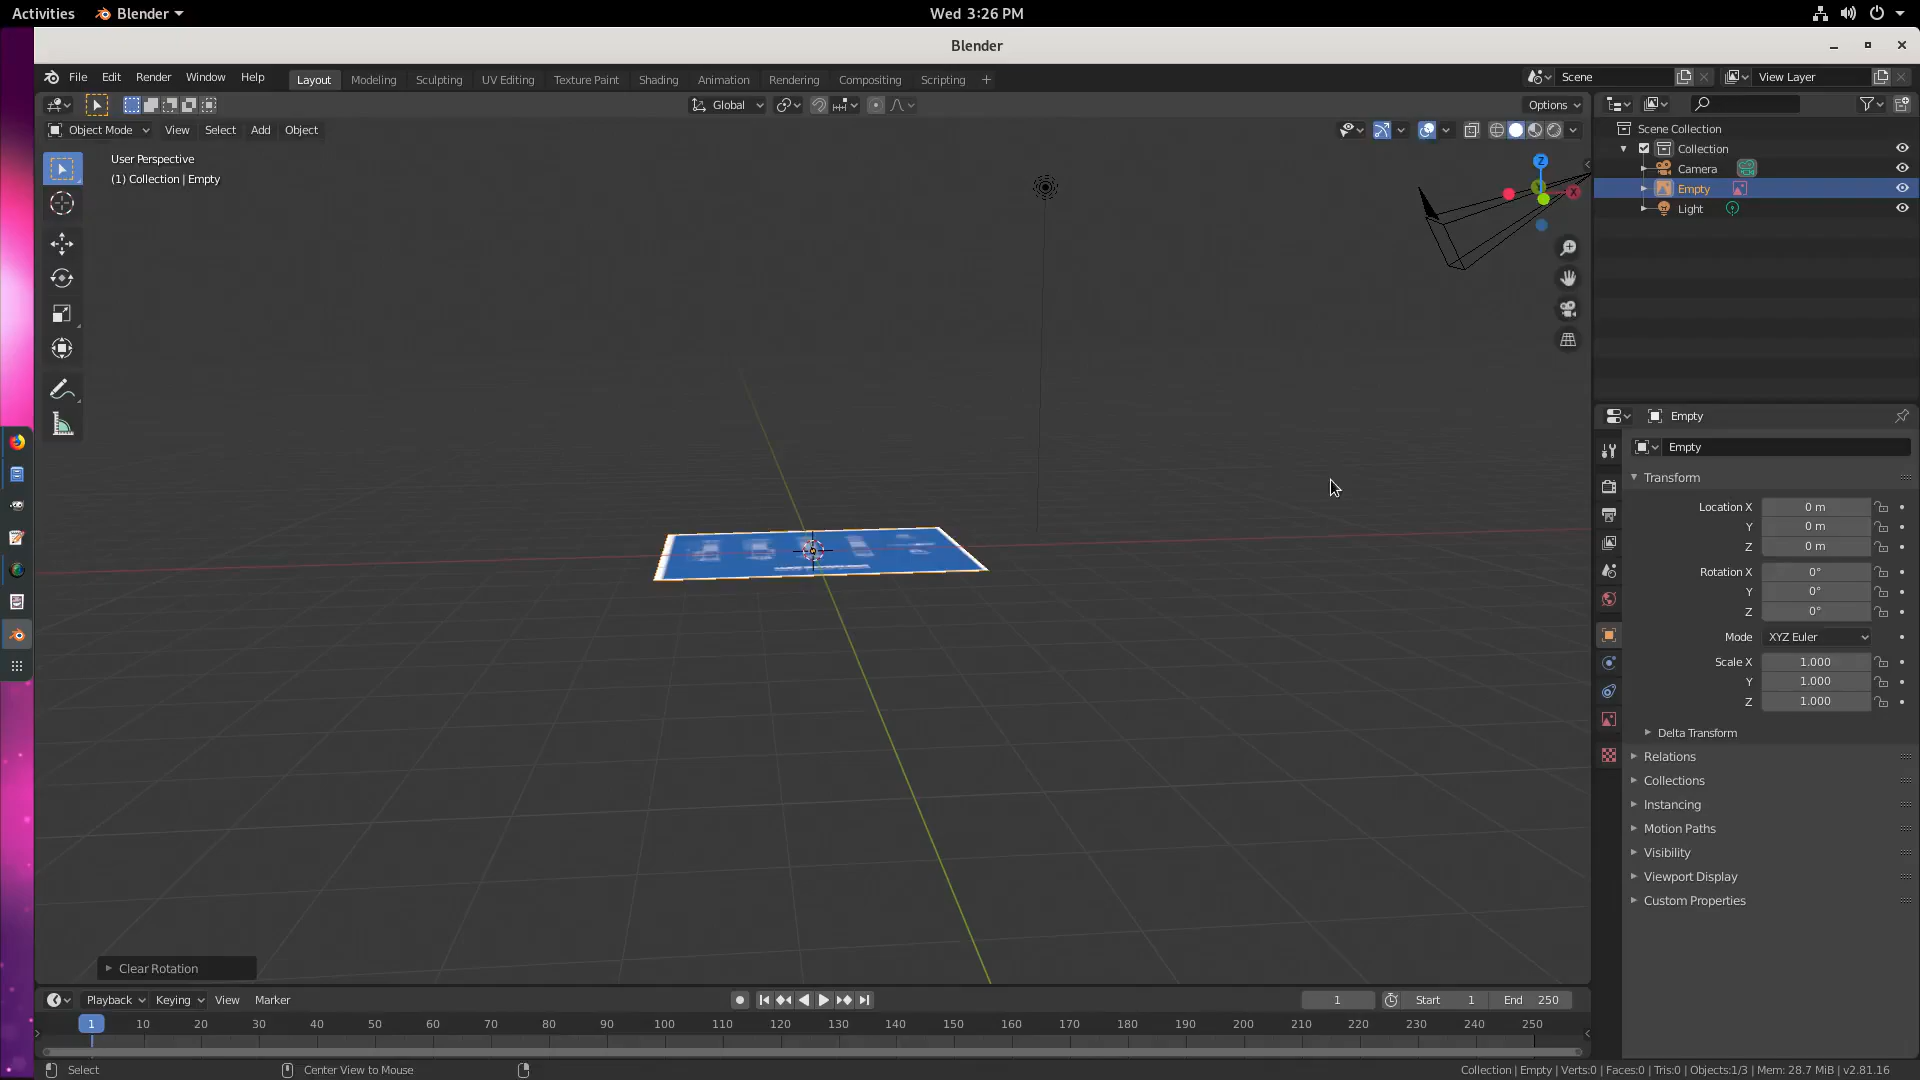 Activities Blender Wed 3:26 PM
Blender
File Edit Render Window Help Layout Modeling Sculpting UV Editing Texture Paint Shading Animation Rendering Compositing Scripting + Scene View Layer
Global Options
Object Mode View Select Add Object
User Perspective
(1) Collection | Empty
Z
X
Scene Collection
Collection
Camera
Empty
Light
Empty
Empty
Transform
Location X 0 m
Y 0 m
Z 0 m
Rotation X 0°
Y 0°
Z 0°
Mode XYZ Euler
Scale X 1.000
Y 1.000
Z 1.000
Delta Transform
Relations
Collections
Instancing
Motion Paths
Visibility
Viewport Display
Custom Properties
Clear Rotation
Playback Keying View Marker 1 Start 1 End 250
1 10 20 30 40 50 60 70 80 90 100 110 120 130 140 150 160 170 180 190 200 210 220 230 240 250
Select Center View to Mouse Collection | Empty | Verts:0 | Faces:0 | Tris:0 | Objects:1/3 | Mem: 28.7 MiB | v2.81.16